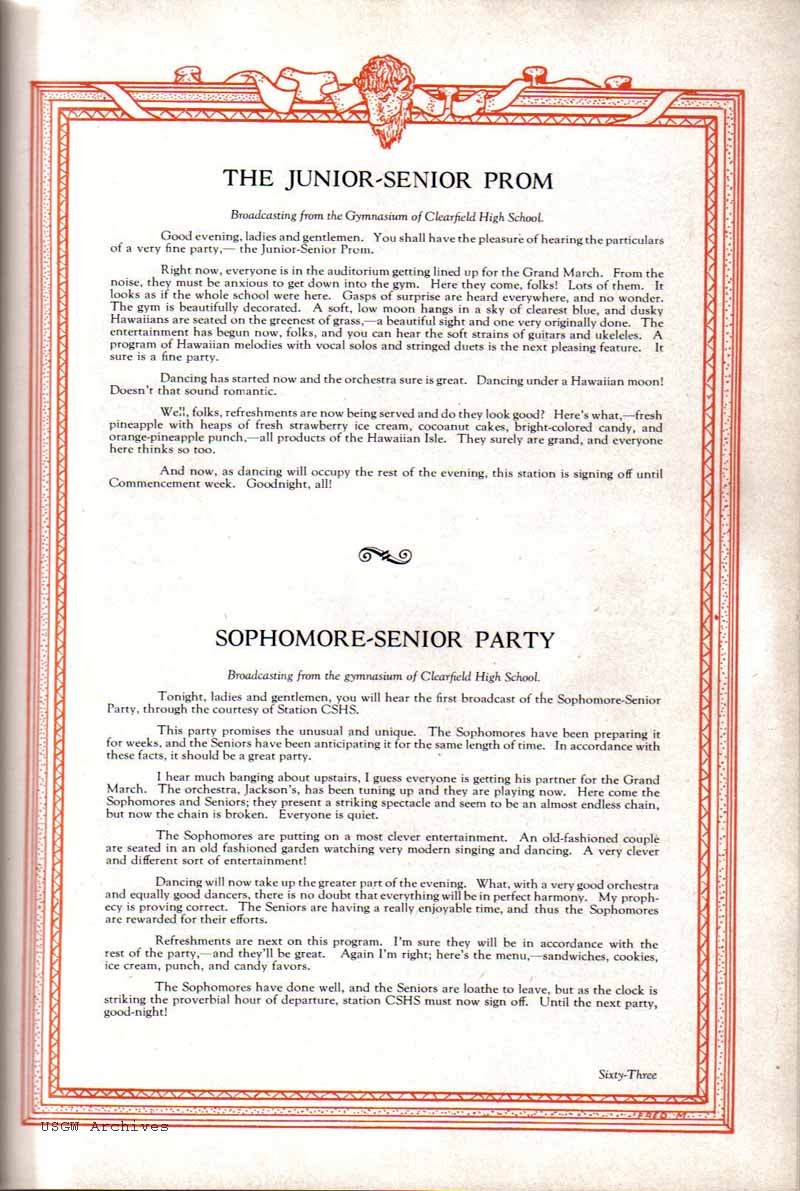 THE JUNIOR-SENIOR PROM
Broadcasting from the Gymnasium of Clearfield High School.
Good evening, ladies and gentlemen. You shall have the pleasure of hearing the particulars
of a very fine party,— the Junior-Senior Prom.
Right now, everyone is in the auditorium getting lined up for the Grand March. From the
noise, they must be anxious to get down into the gym. Here they come, folks! Lots of them. It
looks as if the whole school were here. Gasps of surprise are heard everywhere, and no wonder.
The gym is beautifully decorated. A soft, low moon hangs in a sky of clearest blue, and dusky
Hawaiians are seated on the greenest of grass,—a beautiful sight and one very originally done. The
entertainment has begun now, folks, and you can hear the soft strains of guitars and ukeleles. A
program of Hawaiian melodies with vocal solos and stringed duets is the next pleasing feature. It
sure is a fine party.
Dancing has started now and the orchestra sure is great. Dancing under a Hawaiian moon!
Doesn't that sound romantic.
Well, folks, refreshments are now being served and do they look good? Here's what,—fresh
pineapple with heaps of fresh strawberry ice cream, cocoanut cakes, bright-colored candy, and
orange-pineapple punch,—all products of the Hawaiian Isle. They surely are grand, and everyone
here thinks so too.
And now, as dancing will occupy the rest of the evening, this station is signing off until
Commencement week. Goodnight, all!
SOPHOMORE-SENIOR PARTY
Broadcasting from the gymnasium of Clearfield High School.
Tonight, ladies and gentlemen, you will hear the first broadcast of the Sophomore-Senior
Party, through the courtesy of Station CSHS.
This party promises the unusual and unique. The Sophomores have been preparing it
for weeks, and the Seniors have been anticipating it for the same length of time. In accordance with
these facts, it should be a great party.
I hear much banging about upstairs, I guess everyone is getting his partner for the Grand
March. The orchestra, Jackson's, has been tuning up and they are playing now. Here come the
Sophomores and Seniors; they present a striking spectacle and seem to be an almost endless chain,
but now the chain is broken. Everyone is quiet.
The Sophomores are putting on a most clever entertainment. An old-fashioned couple
are seated in an old fashioned garden watching very modern singing and dancing. A very clever
and different sort of entertainment!
Dancing will now take up the greater part of the evening. What, with a very good orchestra
and equally good dancers, there is no doubt that everything will be in perfect harmony. My proph-
ecy is proving correct. The Seniors are having a really enjoyable time, and thus the Sophomores
are rewarded for their efforts.
Refreshments are next on this program. I'm sure they will be in accordance with the
rest of the party,—and they'll be great. Again I'm right; here's the menu,—sandwiches, cookies,
ice cream, punch, and candy favors.
The Sophomores have done well, and the Seniors are loathe to leave, but as the clock is
striking the proverbial hour of departure, station CSHS must now sign off. Until the next party,
good-night!
Sixty-Three
FRED M.
USGW Archives